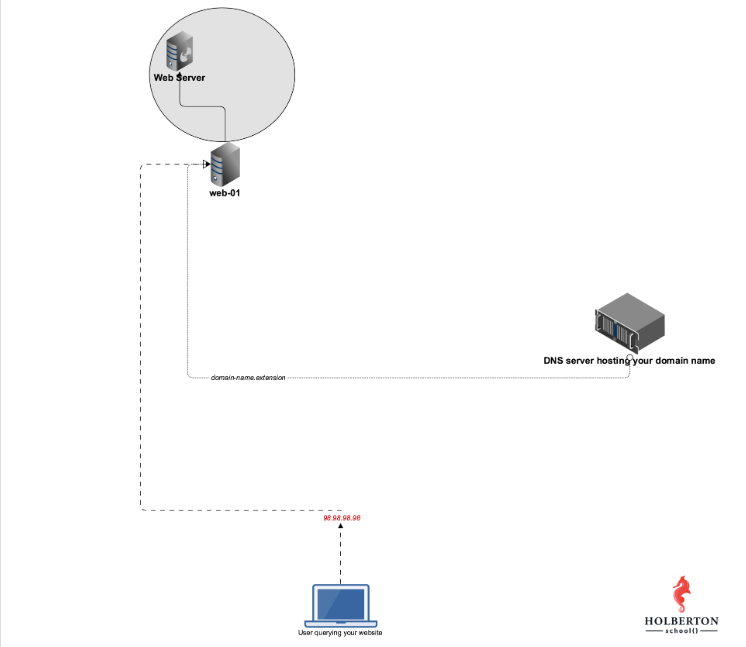 Web Server
web-01
DNS server hosting your domain name
domain-name.extension
98.98.98.98
User querying your website
HOLBERTON
school()